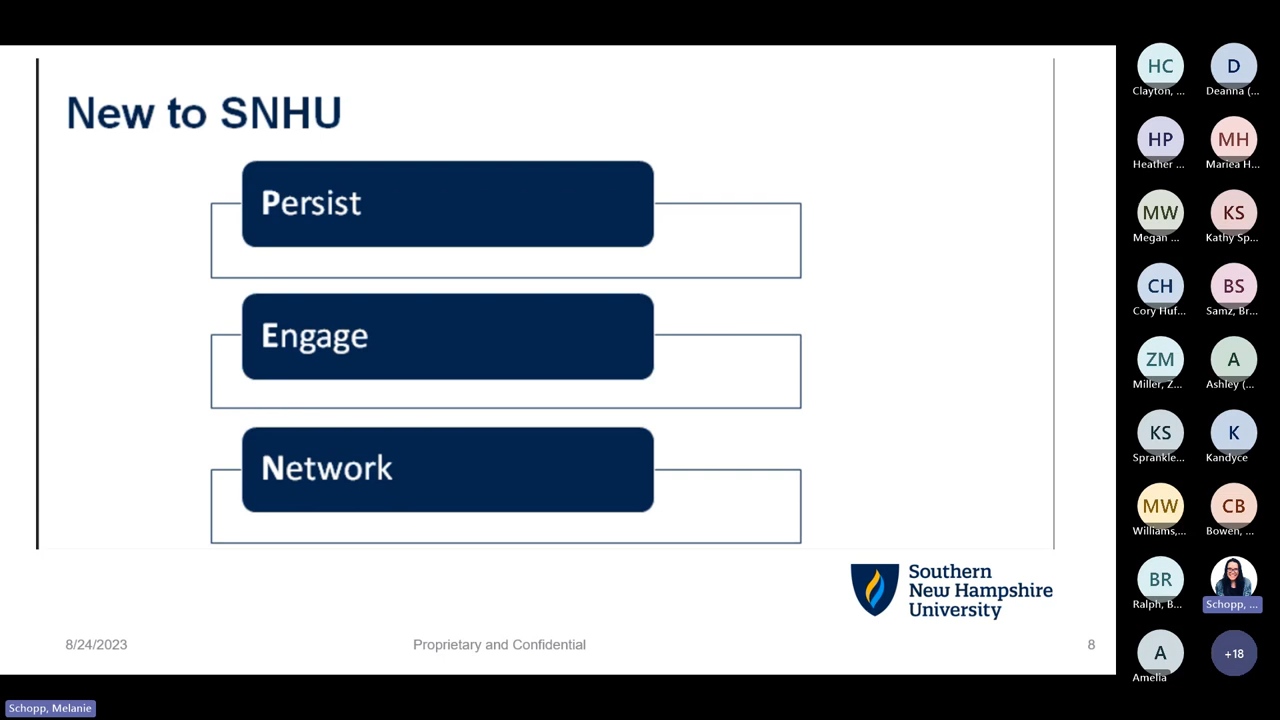 New to SNHU
Persist
Engage
Network
Southern
New Hampshire
University
8/24/2023
Proprietary and Confidential
8
HC
Clayton, ...
D
Deanna (...
HP
Heather ...
MH
Mariea H...
MW
Megan ...
KS
Kathy Sp...
CH
Cory Huf...
BS
Samz, Br...
ZM
Miller, Z...
A
Ashley (...
KS
Sprankle...
K
Kandyce
MW
Williams,...
CB
Bowen, ...
BR
Ralph, B...
Schopp, ...
A
Amelia
+18
Schopp, Melanie